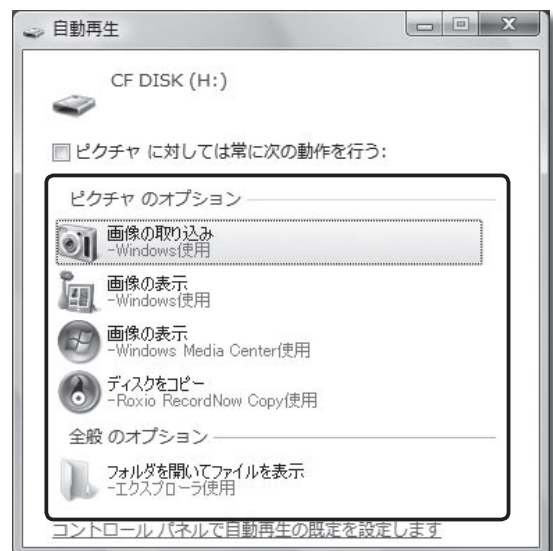 自動再生
CF DISK (H:)
ピクチャ に対しては常に次の動作を行う:
ピクチャ のオプション
画像の取り込み
-Windows使用
画像の表示
-Windows使用
画像の表示
-Windows Media Center使用
ディスクをコピー
-Roxio RecordNow Copy使用
全般 のオプション
フォルダを開いてファイルを表示
-エクスプローラ使用
コントロール パネルで自動再生の既定を設定します